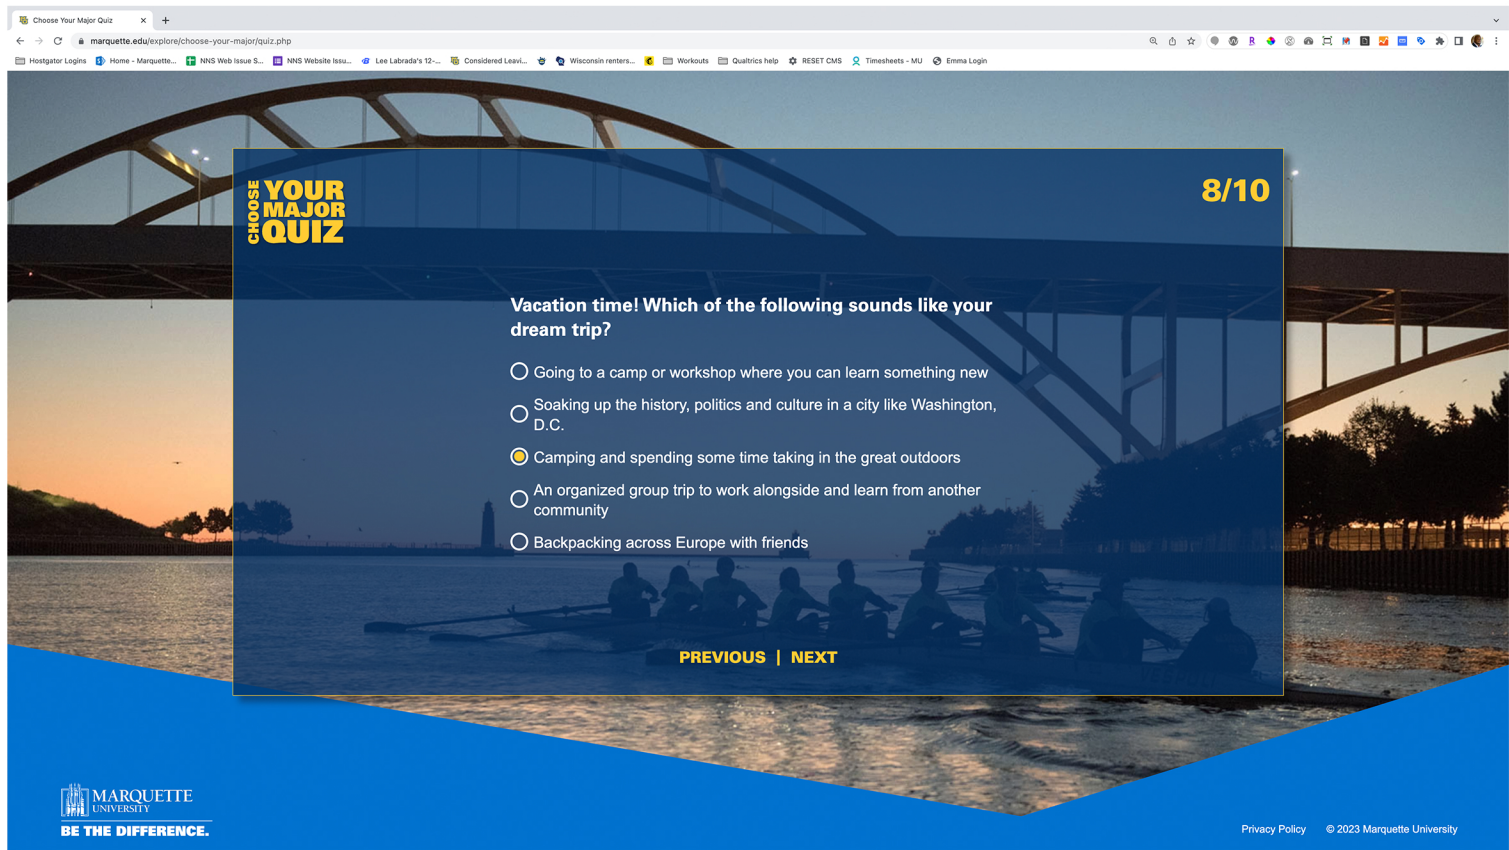 Choose Your Major Quiz
marquette.edu/explore/choose-your-major/quiz.php
Hostgator Logins
Home - Marquette...
NNS Web Issue S...
NNS Website Issu...
Lee Labrada's 12-...
Considered Leavi...
Wisconsin renters...
Workouts
Qualtrics help
RESET CMS
Timesheets - MU
Emma Login
CHOOSE
YOUR
MAJOR
QUIZ
8/10
Vacation time! Which of the following sounds like your
dream trip?
Going to a camp or workshop where you can learn something new
Soaking up the history, politics and culture in a city like Washington,
D.C.
Camping and spending some time taking in the great outdoors
An organized group trip to work alongside and learn from another
community
Backpacking across Europe with friends
PREVIOUS | NEXT
MARQUETTE
UNIVERSITY
BE THE DIFFERENCE.
Privacy Policy
© 2023 Marquette University